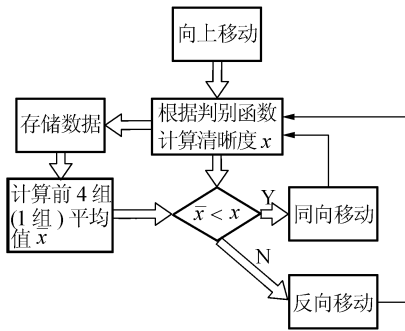 向上移动
根据判别函数
计算清晰度 x
存储数据
计算前 4 组
(1 组) 平均
值 x̄
x̄ < x
Y
同向移动
N
反向移动